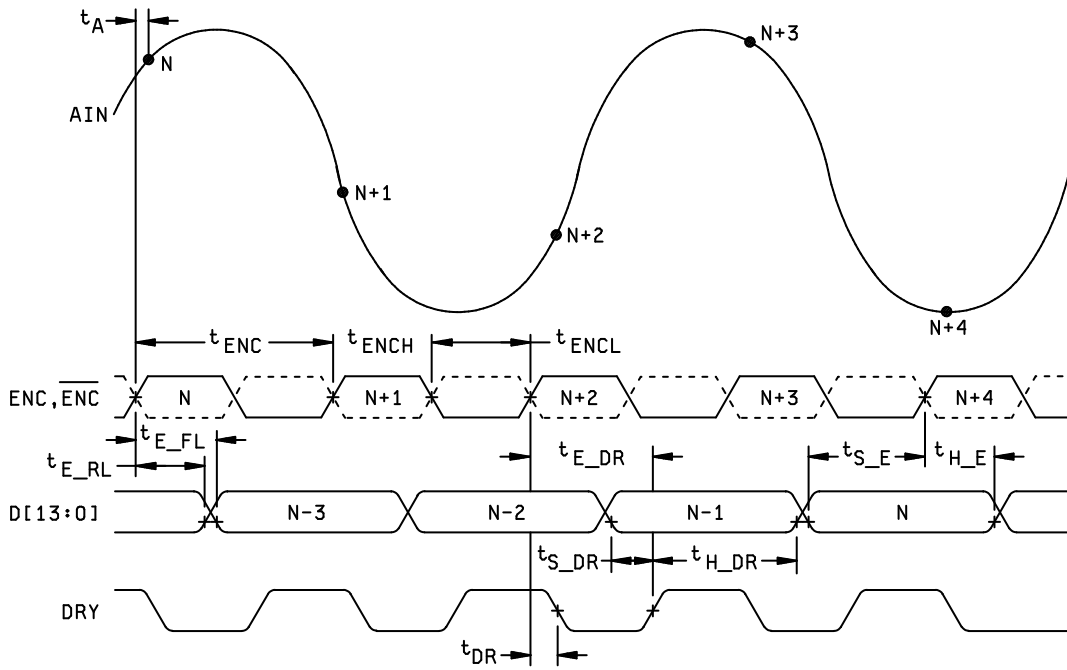 tA
N
N+3
AIN
N+1
N+2
N+4
tENC
tENCH
tENCL
ENC,ENC
N
N+1
N+2
N+3
N+4
tE_FL
tE_RL
tE_DR
tS_E
tH_E
D[13:0]
N-3
N-2
N-1
N
tS_DR
tH_DR
DRY
tDR